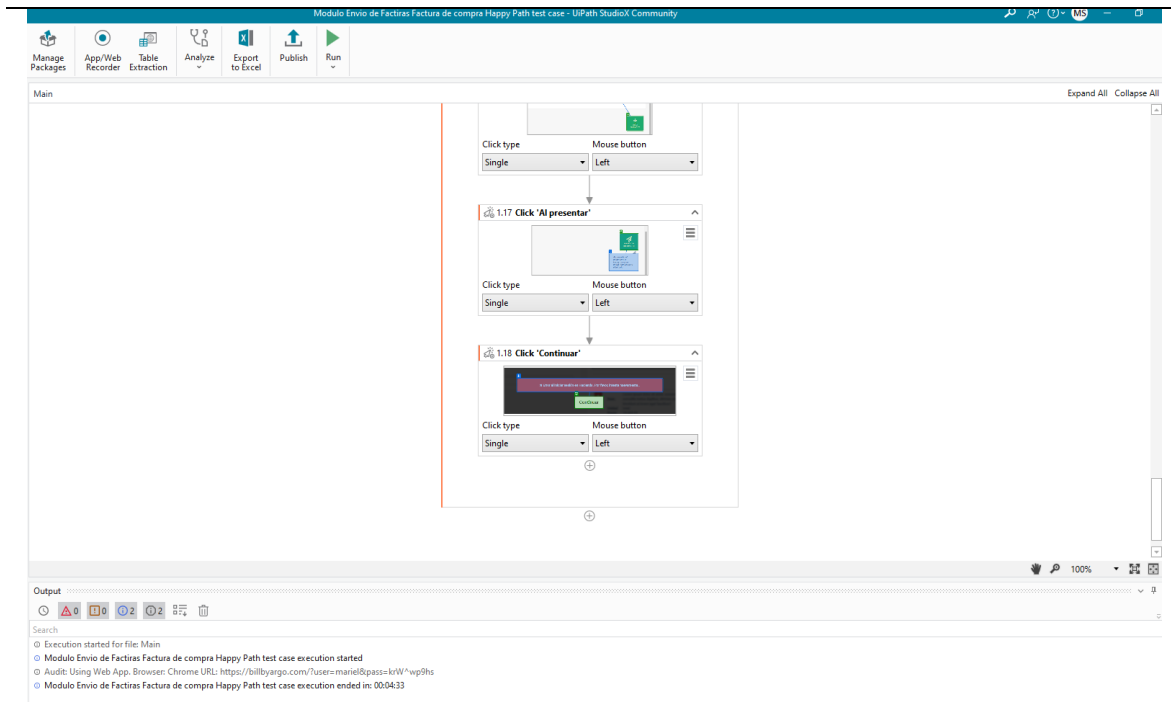 Modulo Envio de Factiras Factura de compra Happy Path test case - UiPath StudioX Community
MS
Manage Packages
App/Web Recorder
Table Extraction
Analyze
Export to Excel
Publish
Run
Main
Expand All Collapse All
Click type Mouse button
Single Left
1.17 Click 'Al presentar'
Click type Mouse button
Single Left
1.18 Click 'Continuar'
Continuar
Click type Mouse button
Single Left
100%
Output
0 0 2 2
Search
Execution started for file: Main
Modulo Envio de Factiras Factura de compra Happy Path test case execution started
Audit: Using Web App. Browser: Chrome URL: https://billbyargo.com/?user=mariel&pass=krW^wp9hs
Modulo Envio de Factiras Factura de compra Happy Path test case execution ended in: 00:04:33